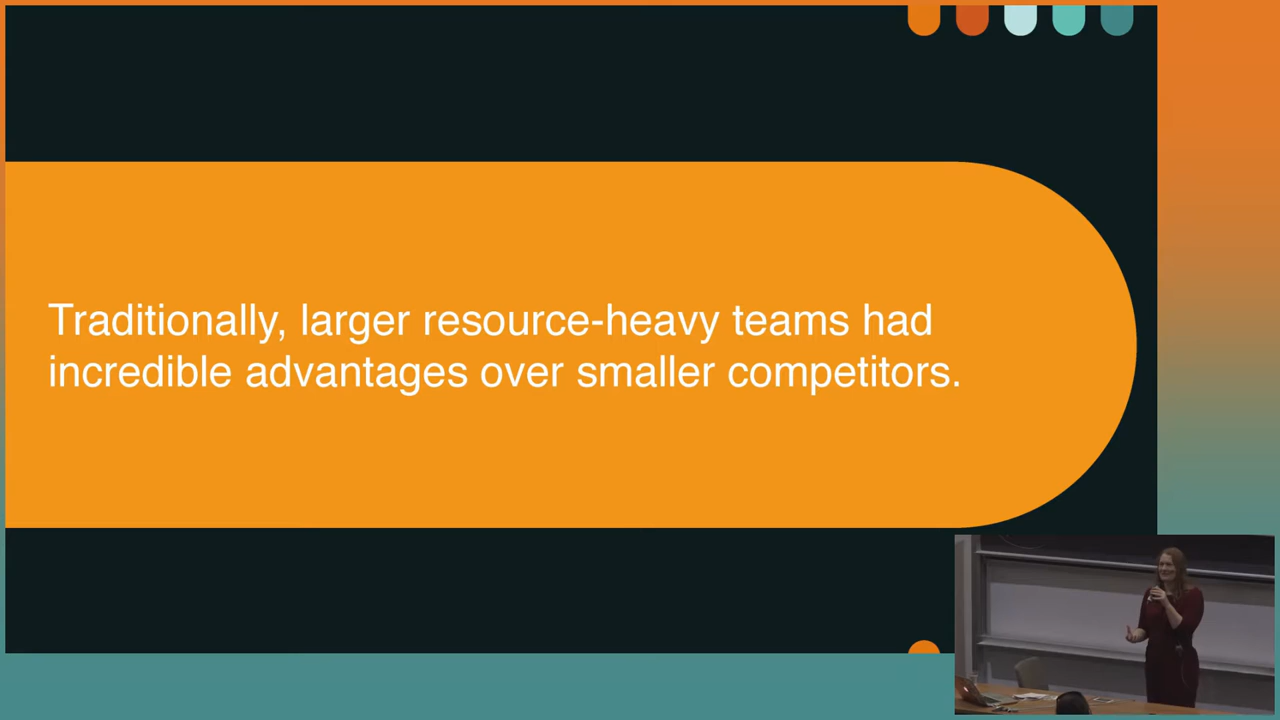 Traditionally, larger resource-heavy teams had
incredible advantages over smaller competitors.